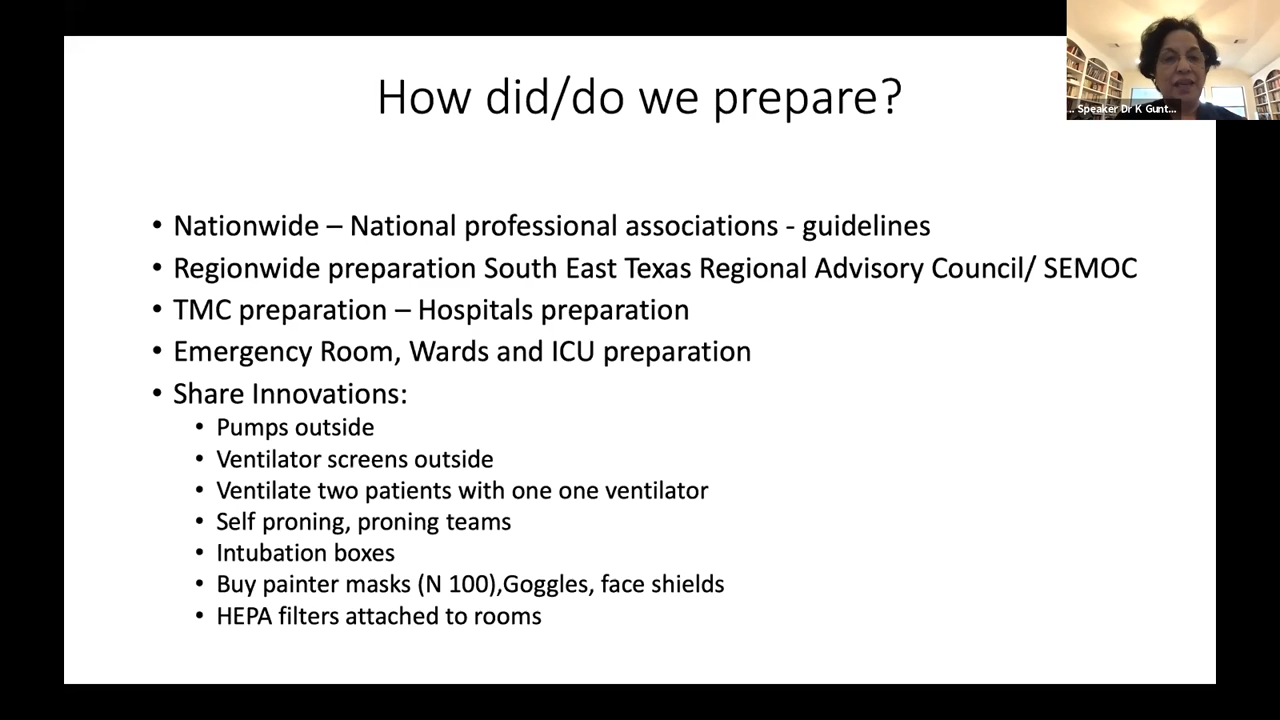 How did/do we prepare?
.. Speaker Dr K Gunt...
• Nationwide – National professional associations - guidelines
• Regionwide preparation South East Texas Regional Advisory Council/ SEMOC
• TMC preparation – Hospitals preparation
• Emergency Room, Wards and ICU preparation
• Share Innovations:
• Pumps outside
• Ventilator screens outside
• Ventilate two patients with one one ventilator
• Self proning, proning teams
• Intubation boxes
• Buy painter masks (N 100),Goggles, face shields
• HEPA filters attached to rooms